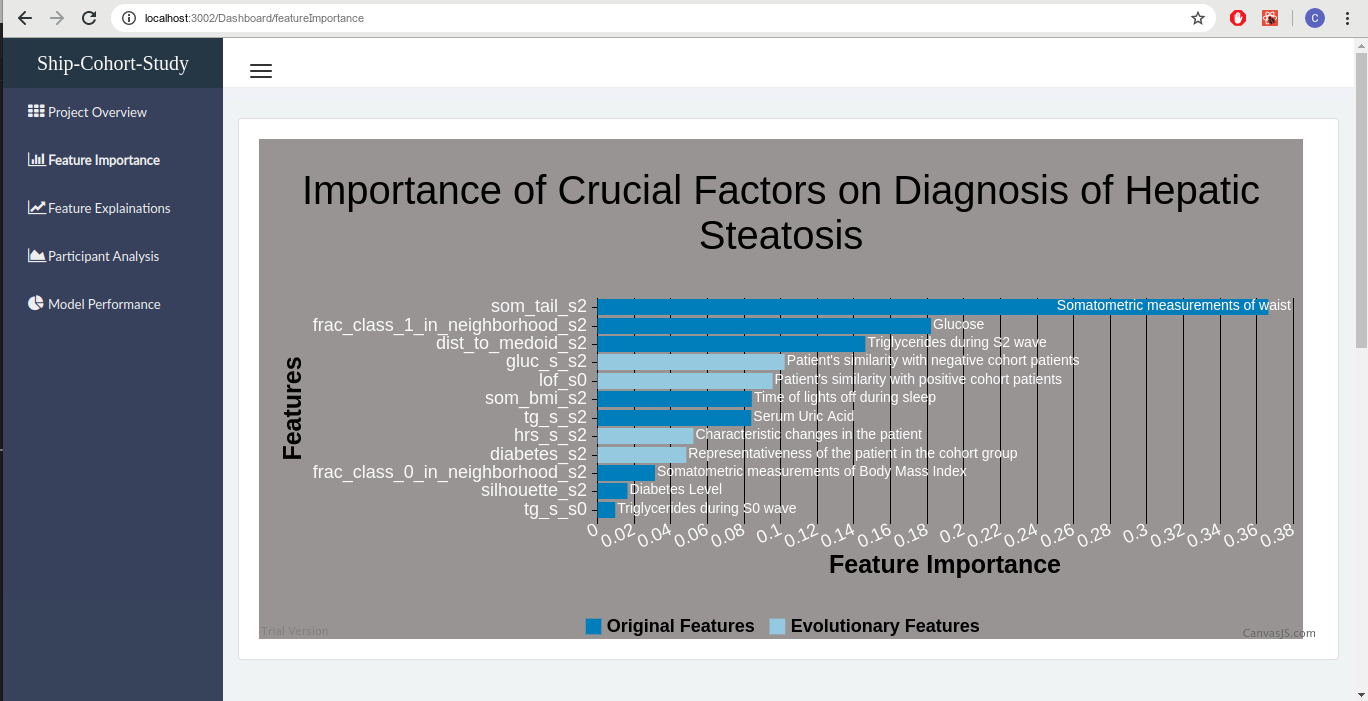 localhost:3002/Dashboard/featureImportance
C
Ship-Cohort-Study
Project Overview
Feature Importance
Feature Explainations
Participant Analysis
Model Performance
Importance of Crucial Factors on Diagnosis of Hepatic
Steatosis
Features
som_tail_s2 Somatometric measurements of waist
frac_class_1_in_neighborhood_s2 Glucose
dist_to_medoid_s2 Triglycerides during S2 wave
gluc_s_s2 Patient's similarity with negative cohort patients
lof_s0 Patient's similarity with positive cohort patients
som_bmi_s2 Time of lights off during sleep
tg_s_s2 Serum Uric Acid
hrs_s_s2 Characteristic changes in the patient
diabetes_s2 Representativeness of the patient in the cohort group
frac_class_0_in_neighborhood_s2 Somatometric measurements of Body Mass Index
silhouette_s2 Diabetes Level
tg_s_s0 Triglycerides during S0 wave
0 0.02 0.04 0.06 0.08 0.1 0.12 0.14 0.16 0.18 0.2 0.22 0.24 0.26 0.28 0.3 0.32 0.34 0.36 0.38
Feature Importance
Original Features Evolutionary Features
Trial Version
CanvasJS.com